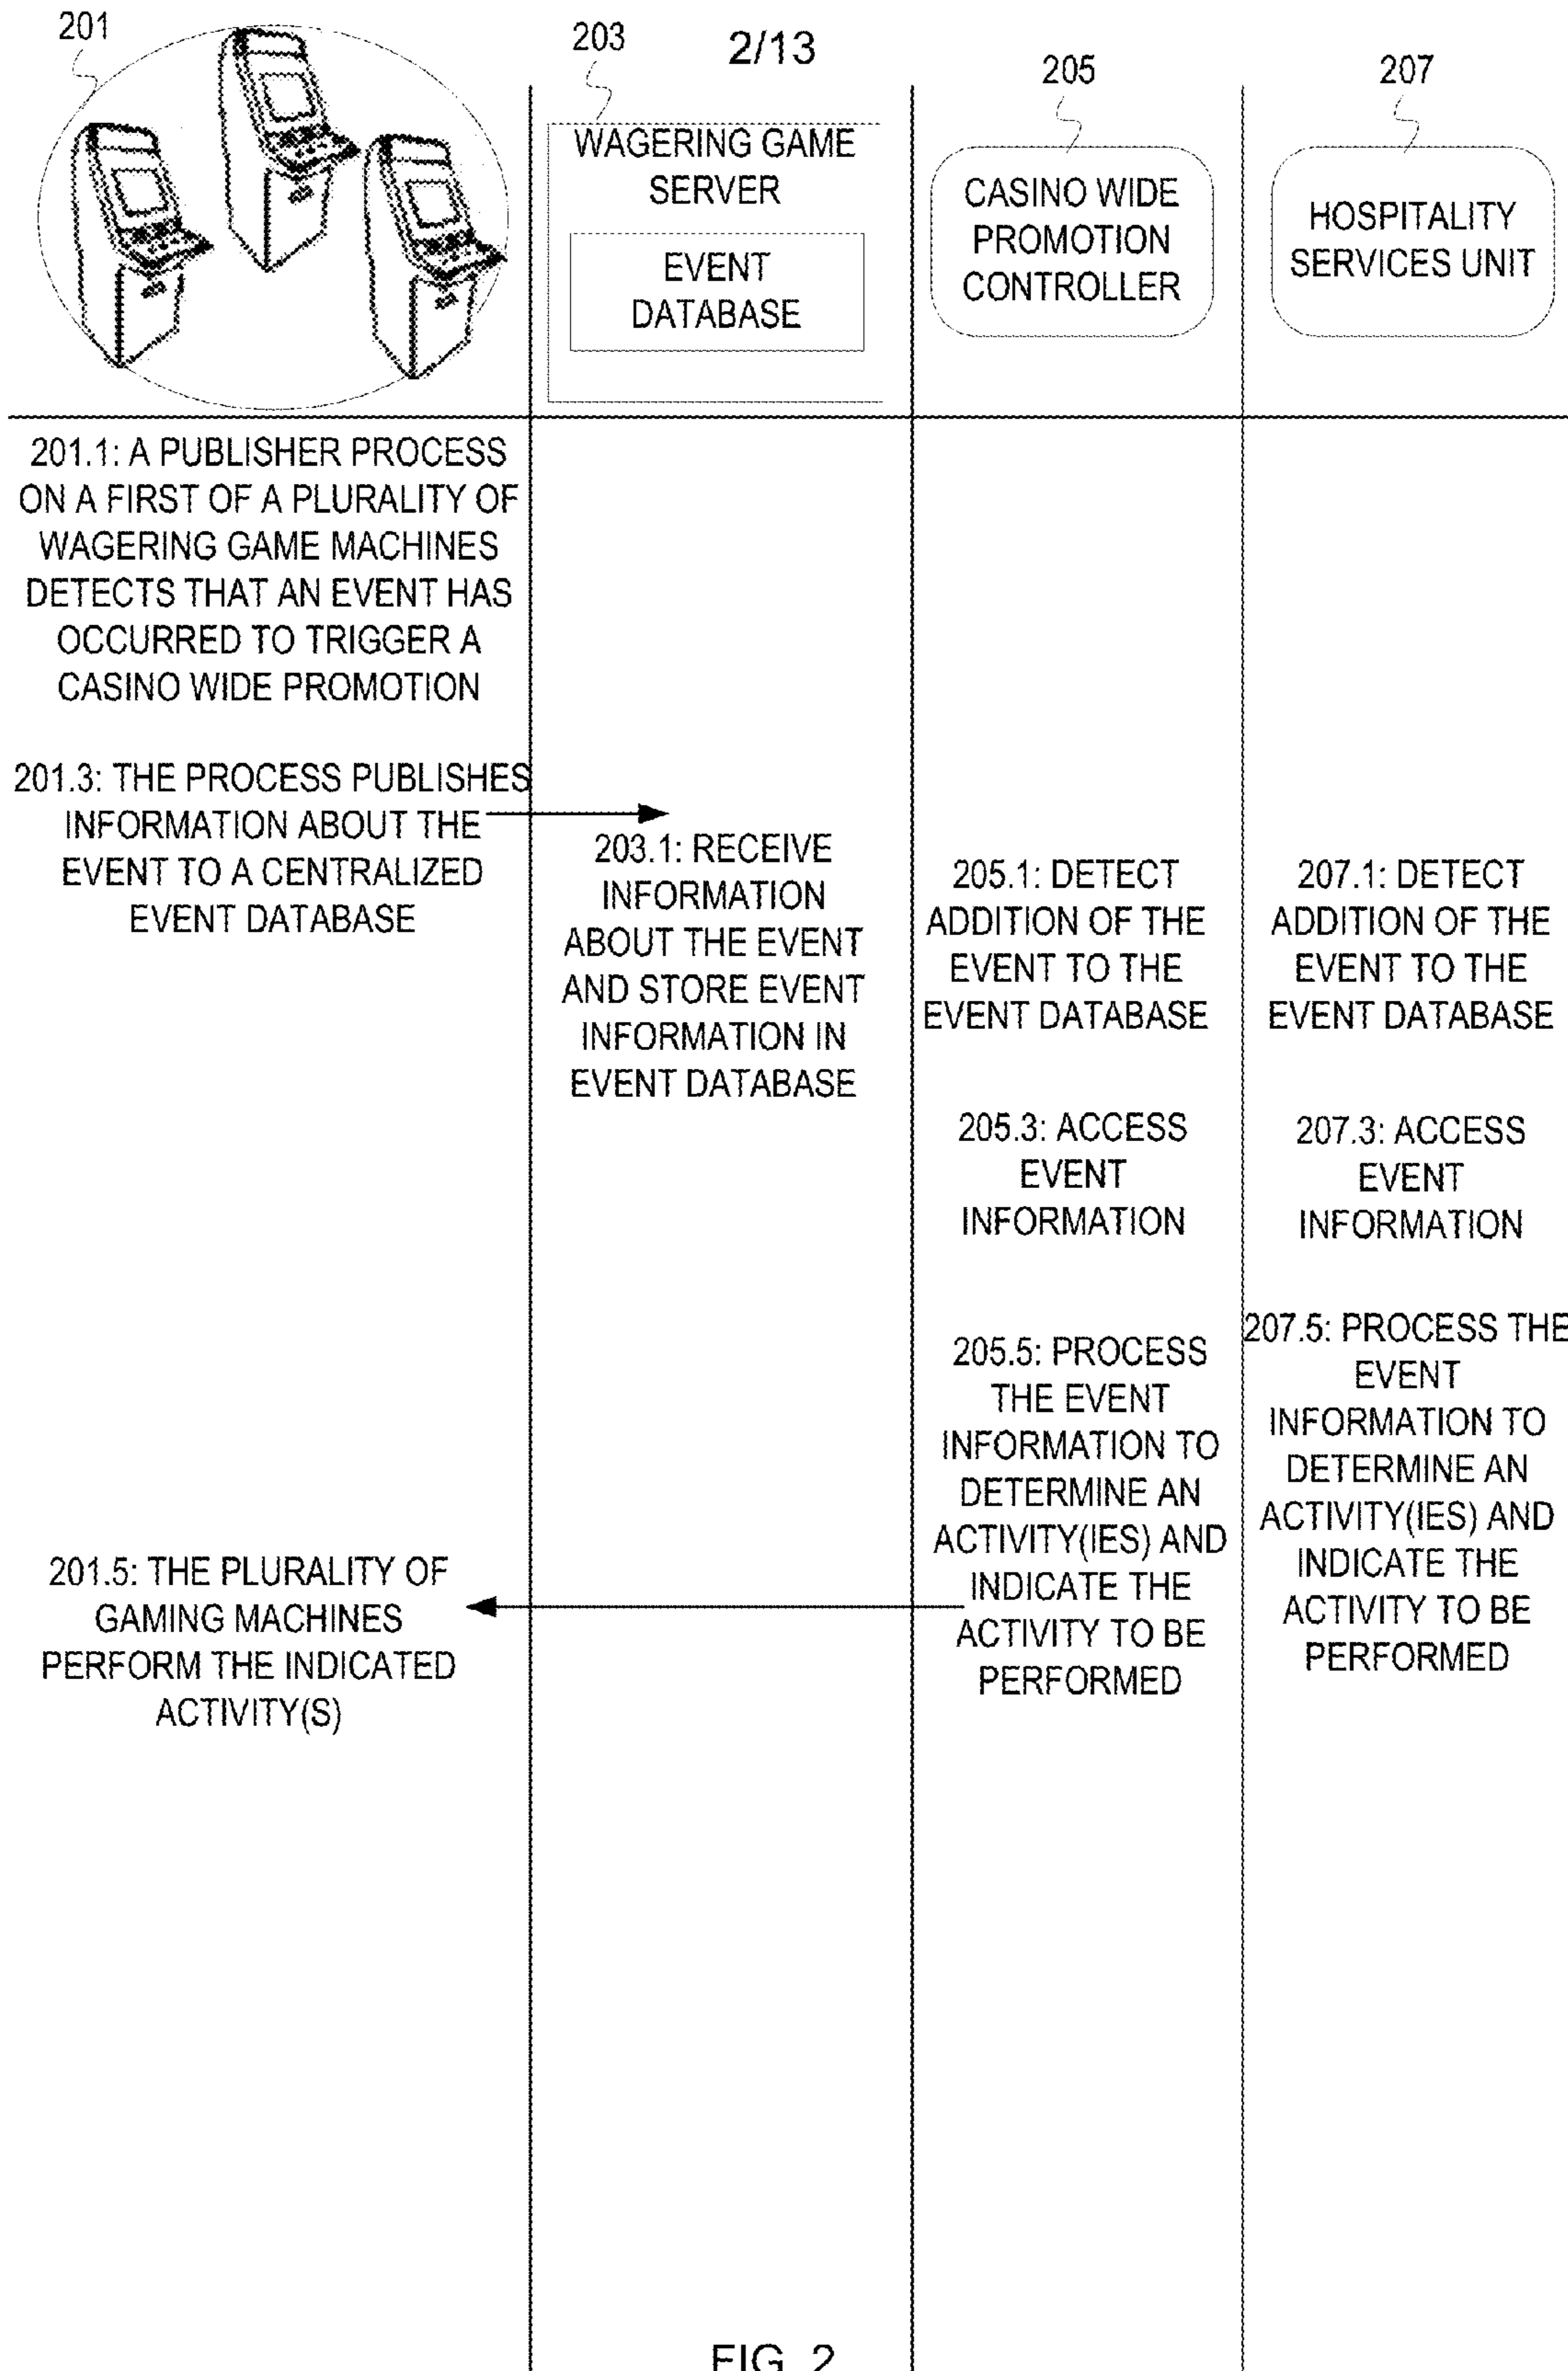 201
203
2/13
205
207
WAGERING GAME
SERVER
EVENT
DATABASE
CASINO WIDE
PROMOTION
CONTROLLER
HOSPITALITY
SERVICES UNIT
201.1: A PUBLISHER PROCESS
ON A FIRST OF A PLURALITY OF
WAGERING GAME MACHINES
DETECTS THAT AN EVENT HAS
OCCURRED TO TRIGGER A
CASINO WIDE PROMOTION
201.3: THE PROCESS PUBLISHES
INFORMATION ABOUT THE
EVENT TO A CENTRALIZED
EVENT DATABASE
203.1: RECEIVE
INFORMATION
ABOUT THE EVENT
AND STORE EVENT
INFORMATION IN
EVENT DATABASE
205.1: DETECT
ADDITION OF THE
EVENT TO THE
EVENT DATABASE
207.1: DETECT
ADDITION OF THE
EVENT TO THE
EVENT DATABASE
205.3: ACCESS
EVENT
INFORMATION
207.3: ACCESS
EVENT
INFORMATION
205.5: PROCESS
THE EVENT
INFORMATION TO
DETERMINE AN
ACTIVITY(IES) AND
INDICATE THE
ACTIVITY TO BE
PERFORMED
207.5: PROCESS THE
EVENT
INFORMATION TO
DETERMINE AN
ACTIVITY(IES) AND
INDICATE THE
ACTIVITY TO BE
PERFORMED
201.5: THE PLURALITY OF
GAMING MACHINES
PERFORM THE INDICATED
ACTIVITY(S)
FIG. 2